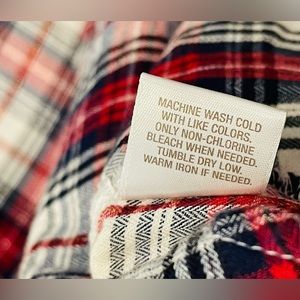 MACHINE WASH COLD
WITH LIKE COLORS,
ONLY NON-CHLORINE
BLEACH WHEN NEEDED.
TUMBLE DRY LOW.
WARM IRON IF NEEDED.